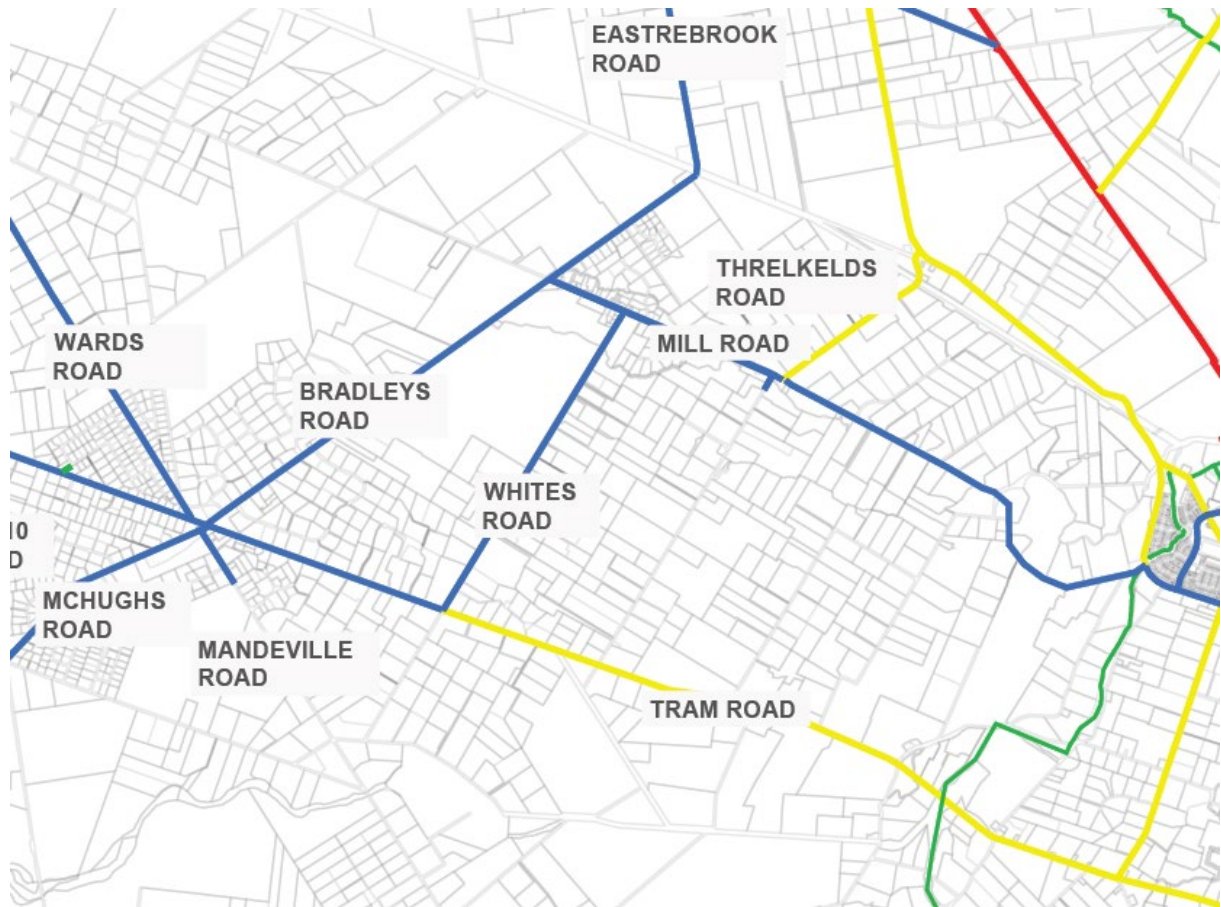 EASTREBROOK
ROAD
THRELKELDS
ROAD
WARDS
ROAD
MILL ROAD
BRADLEYS
ROAD
WHITES
ROAD
MCHUGHS
ROAD
MANDEVILLE
ROAD
TRAM ROAD